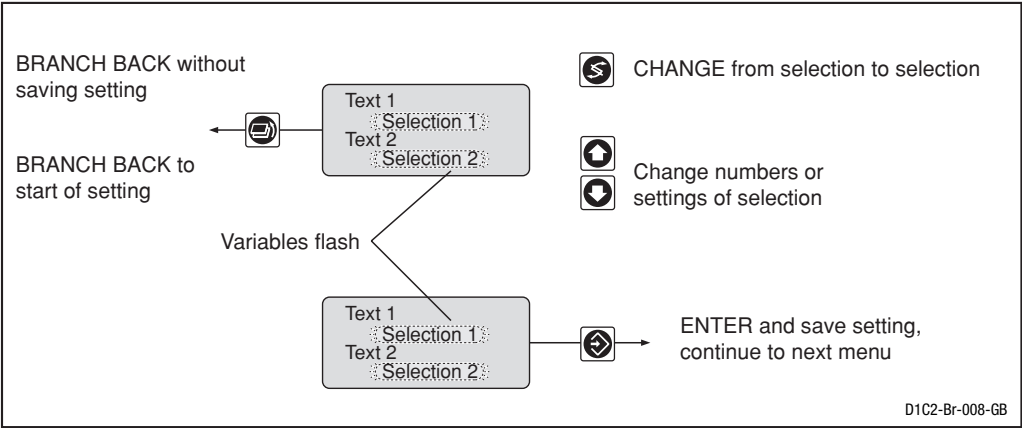 BRANCH BACK without
saving setting
BRANCH BACK to
start of setting
Text 1
Selection 1
Text 2
Selection 2
CHANGE from selection to selection
Change numbers or
settings of selection
Variables flash
Text 1
Selection 1
Text 2
Selection 2
ENTER and save setting,
continue to next menu
D1C2-Br-008-GB